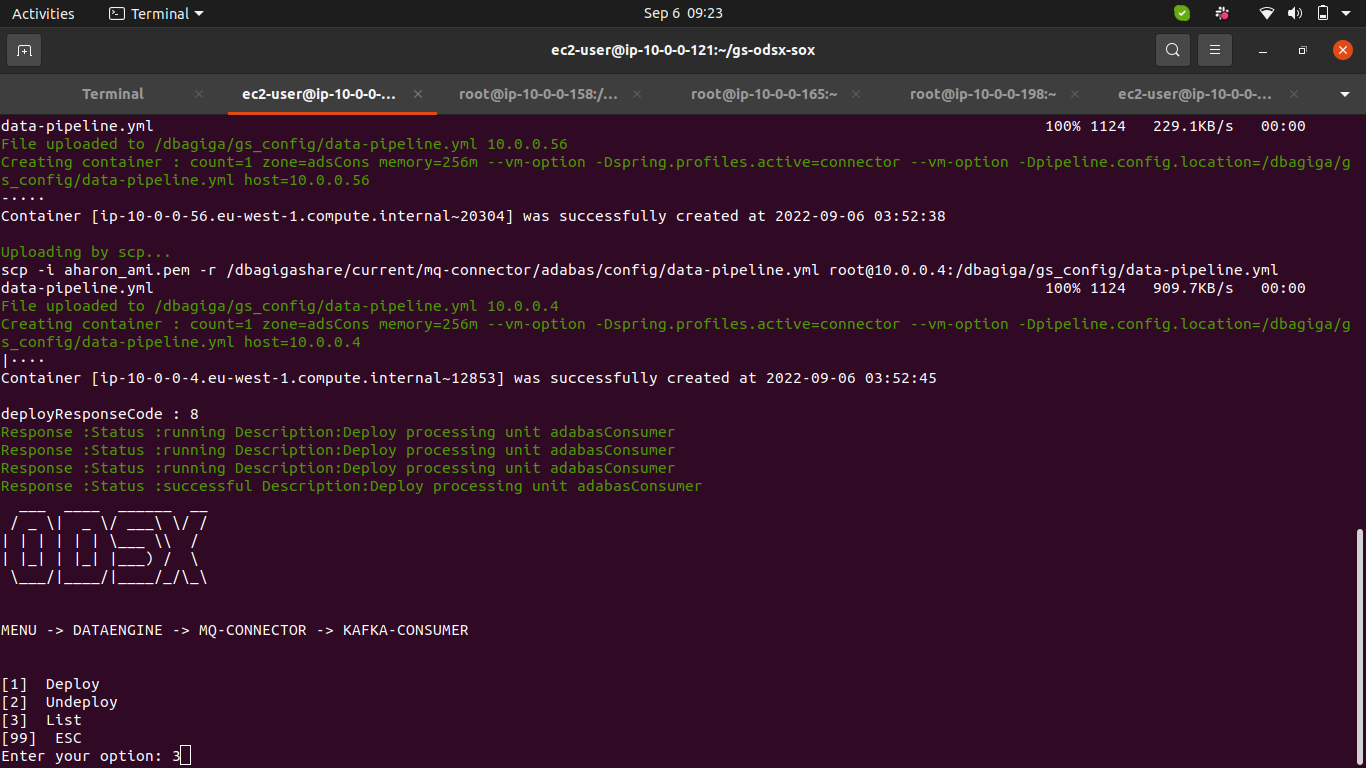 Activities Terminal Sep 6 09:23
ec2-user@ip-10-0-0-121:~/gs-odsx-sox
Terminal ec2-user@ip-10-0-0-... root@ip-10-0-0-158:/... root@ip-10-0-0-165:~ root@ip-10-0-0-198:~ ec2-user@ip-10-0-0-...
data-pipeline.yml 100% 1124 229.1KB/s 00:00
File uploaded to /dbagiga/gs_config/data-pipeline.yml 10.0.0.56
Creating container : count=1 zone=adsCons memory=256m --vm-option -Dspring.profiles.active=connector --vm-option -Dpipeline.config.location=/dbagiga/g
s_config/data-pipeline.yml host=10.0.0.56
-·····
Container [ip-10-0-0-56.eu-west-1.compute.internal~20304] was successfully created at 2022-09-06 03:52:38
Uploading by scp...
scp -i aharon_ami.pem -r /dbagigashare/current/mq-connector/adabas/config/data-pipeline.yml root@10.0.0.4:/dbagiga/gs_config/data-pipeline.yml
data-pipeline.yml 100% 1124 909.7KB/s 00:00
File uploaded to /dbagiga/gs_config/data-pipeline.yml 10.0.0.4
Creating container : count=1 zone=adsCons memory=256m --vm-option -Dspring.profiles.active=connector --vm-option -Dpipeline.config.location=/dbagiga/g
s_config/data-pipeline.yml host=10.0.0.4
|····
Container [ip-10-0-0-4.eu-west-1.compute.internal~12853] was successfully created at 2022-09-06 03:52:45
deployResponseCode : 8
Response :Status :running Description:Deploy processing unit adabasConsumer
Response :Status :running Description:Deploy processing unit adabasConsumer
Response :Status :running Description:Deploy processing unit adabasConsumer
Response :Status :successful Description:Deploy processing unit adabasConsumer
ODSX
MENU -> DATAENGINE -> MQ-CONNECTOR -> KAFKA-CONSUMER
[1] Deploy
[2] Undeploy
[3] List
[99] ESC
Enter your option: 3